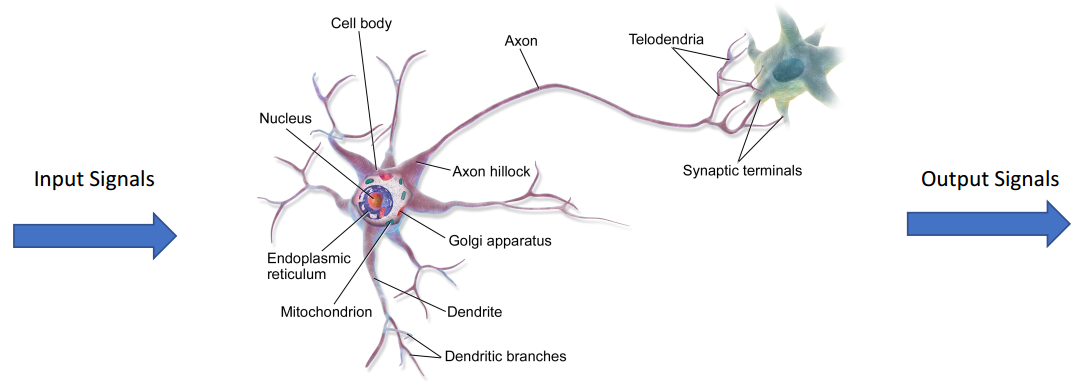 Cell body
Axon
Telodendria
Nucleus
Input Signals
Axon hillock
Synaptic terminals
Output Signals
Golgi apparatus
Endoplasmic
reticulum
Mitochondrion
Dendrite
Dendritic branches